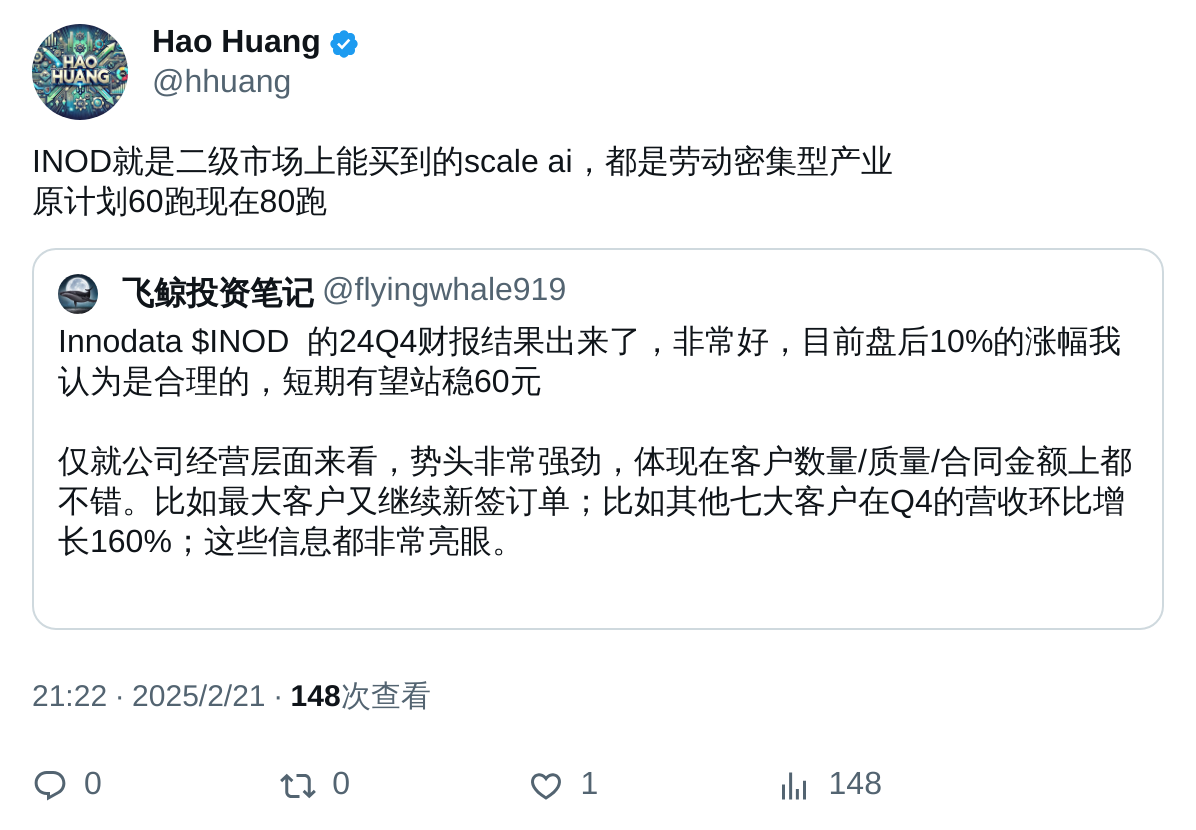 HAO
HUANG
Hao Huang
@hhuang
INOD就是二级市场上能买到的scale ai，都是劳动密集型产业
原计划60跑现在80跑
飞鲸投资笔记 @flyingwhale919
Innodata $INOD  的24Q4财报结果出来了，非常好，目前盘后10%的涨幅我
认为是合理的，短期有望站稳60元
仅就公司经营层面来看，势头非常强劲，体现在客户数量/质量/合同金额上都
不错。比如最大客户又继续新签订单；比如其他七大客户在Q4的营收环比增
长160%；这些信息都非常亮眼。
21:22 · 2025/2/21 · 148次查看
0 0 1 148